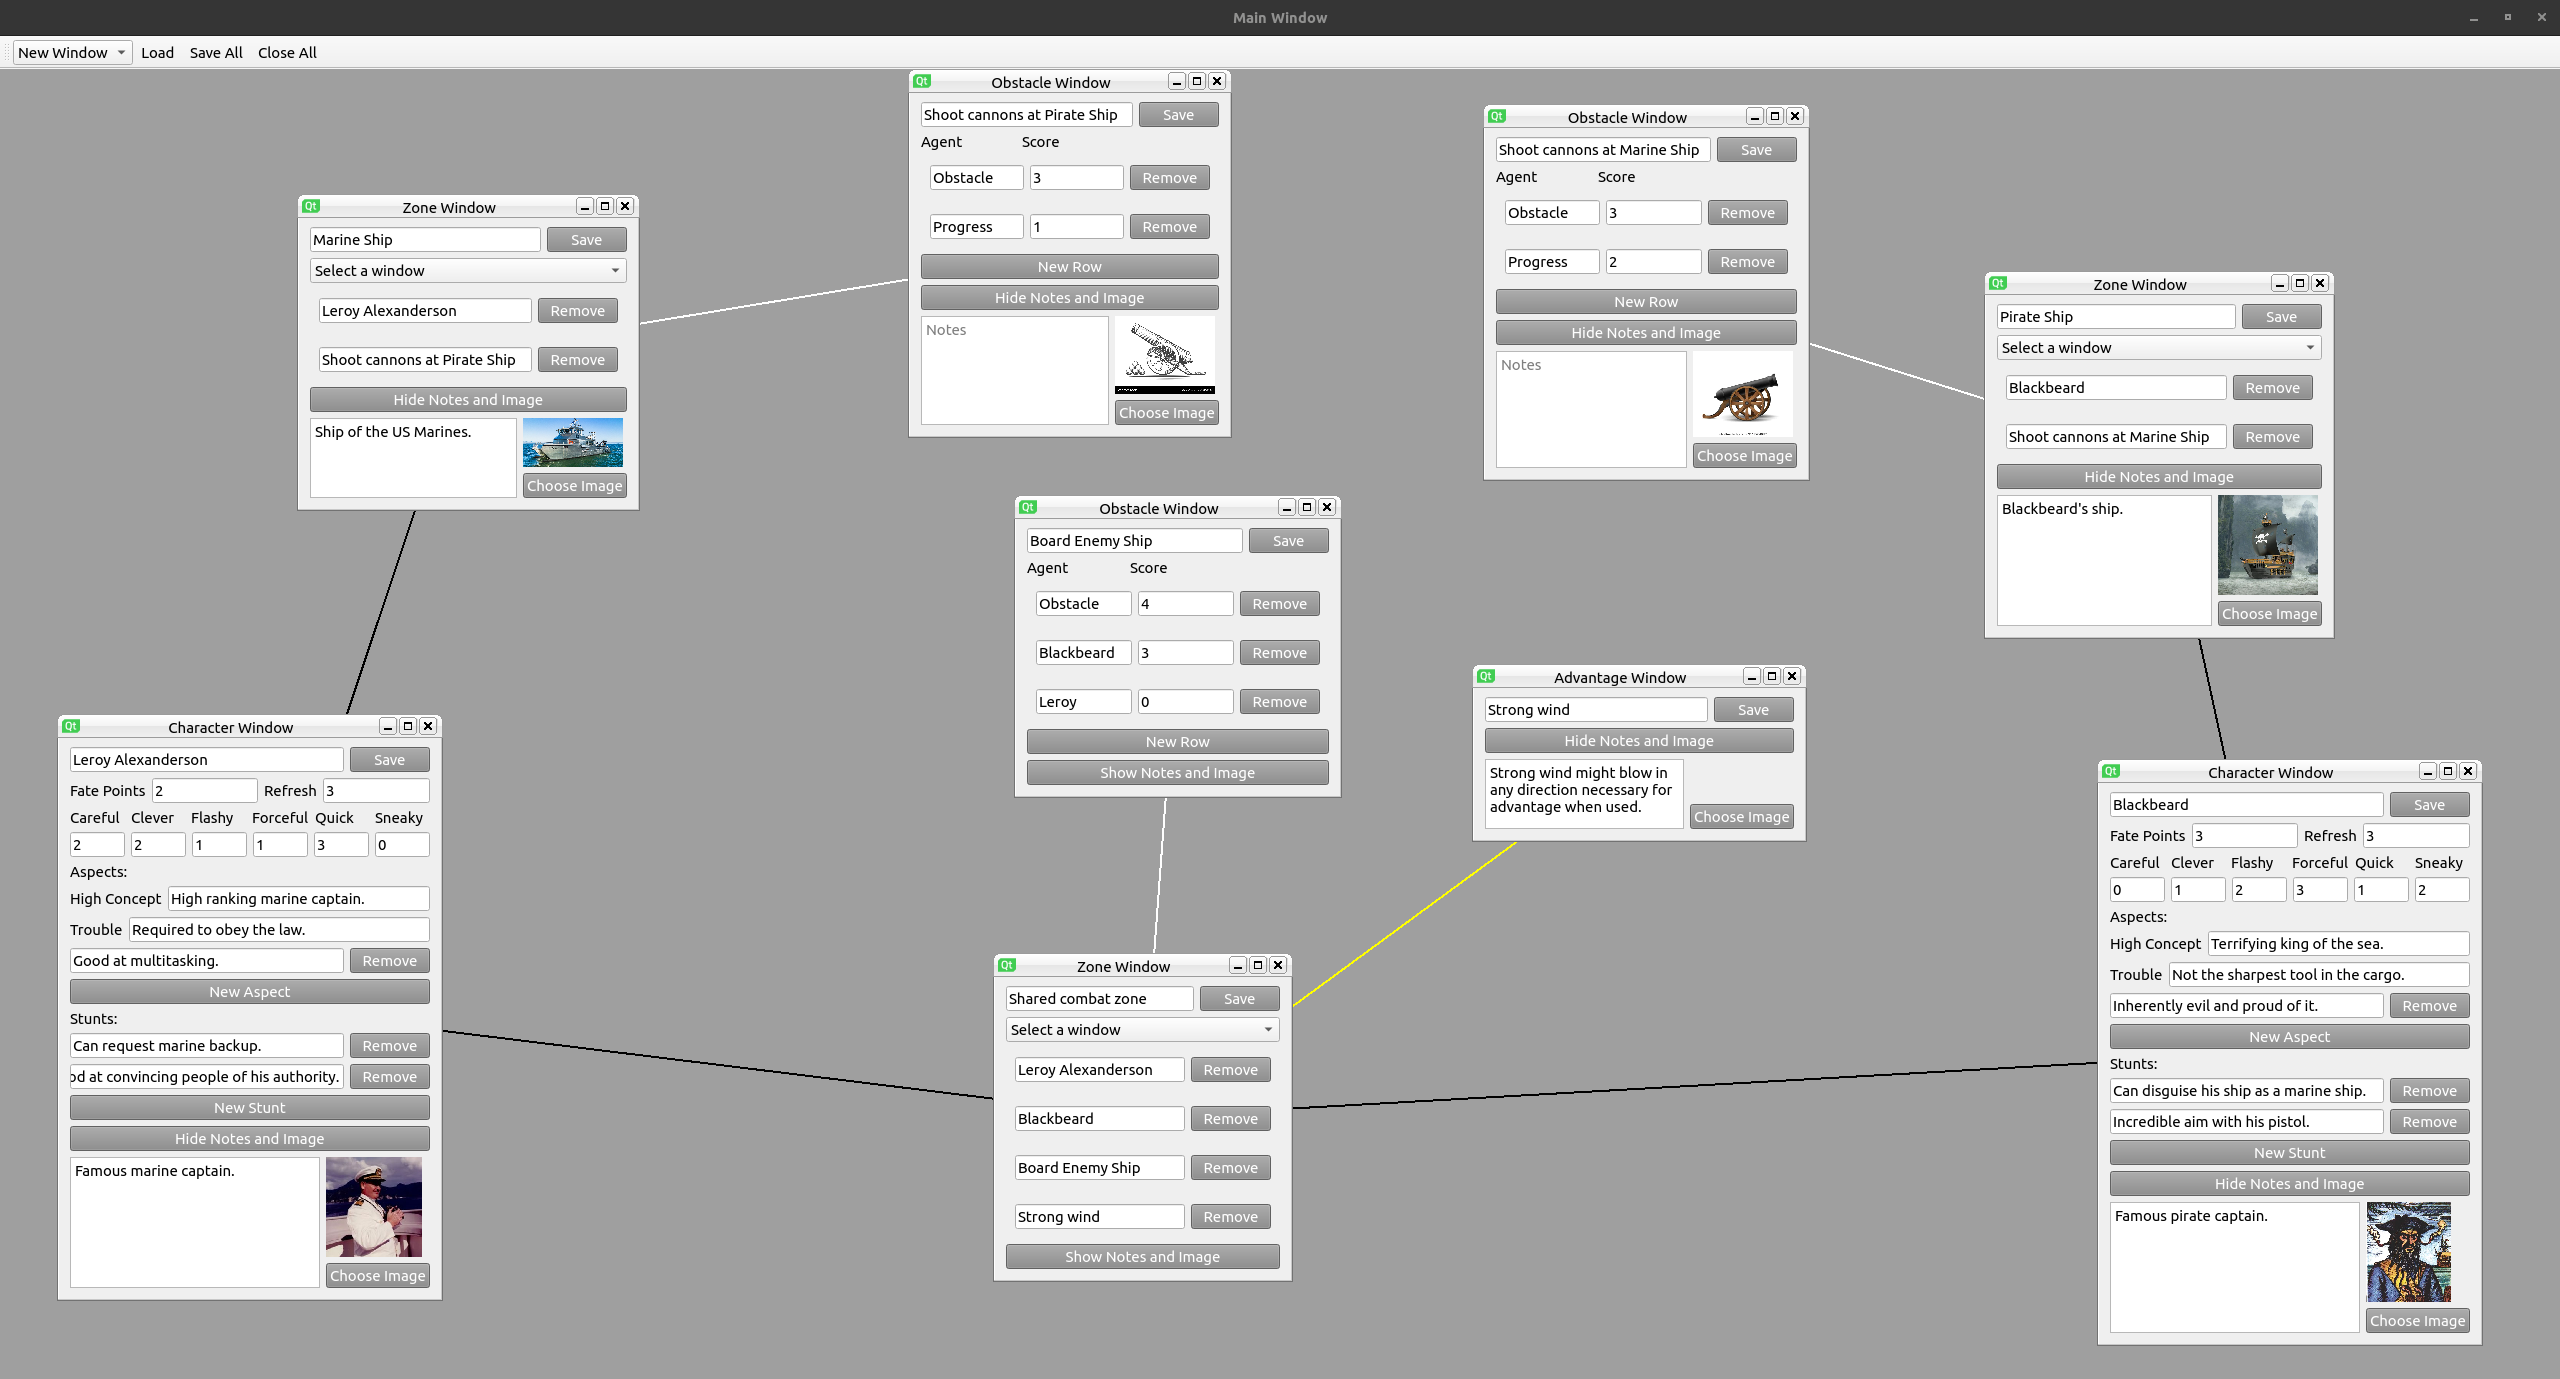 Main Window
New Window Load Save All Close All
Obstacle Window
Shoot cannons at Pirate Ship Save
Agent Score
Obstacle 3 Remove
Progress 1 Remove
New Row
Hide Notes and Image
Notes
Choose Image
Obstacle Window
Shoot cannons at Marine Ship Save
Agent Score
Obstacle 3 Remove
Progress 2 Remove
New Row
Hide Notes and Image
Notes
Choose Image
Zone Window
Marine Ship Save
Select a window
Leroy Alexanderson Remove
Shoot cannons at Pirate Ship Remove
Hide Notes and Image
Ship of the US Marines.
Choose Image
Zone Window
Pirate Ship Save
Select a window
Blackbeard Remove
Shoot cannons at Marine Ship Remove
Hide Notes and Image
Blackbeard's ship.
Choose Image
Obstacle Window
Board Enemy Ship Save
Agent Score
Obstacle 4 Remove
Blackbeard 3 Remove
Leroy 0 Remove
New Row
Show Notes and Image
Advantage Window
Strong wind Save
Hide Notes and Image
Strong wind might blow in
any direction necessary for
advantage when used.
Choose Image
Character Window
Leroy Alexanderson Save
Fate Points 2 Refresh 3
Careful Clever Flashy Forceful Quick Sneaky
2 2 1 1 3 0
Aspects:
High Concept High ranking marine captain.
Trouble Required to obey the law.
Good at multitasking. Remove
New Aspect
Stunts:
Can request marine backup. Remove
od at convincing people of his authority. Remove
New Stunt
Hide Notes and Image
Famous marine captain.
Choose Image
Zone Window
Shared combat zone Save
Select a window
Leroy Alexanderson Remove
Blackbeard Remove
Board Enemy Ship Remove
Strong wind Remove
Show Notes and Image
Character Window
Blackbeard Save
Fate Points 3 Refresh 3
Careful Clever Flashy Forceful Quick Sneaky
0 1 2 3 1 2
Aspects:
High Concept Terrifying king of the sea.
Trouble Not the sharpest tool in the cargo.
Inherently evil and proud of it. Remove
New Aspect
Stunts:
Can disguise his ship as a marine ship. Remove
Incredible aim with his pistol. Remove
New Stunt
Hide Notes and Image
Famous pirate captain.
Choose Image